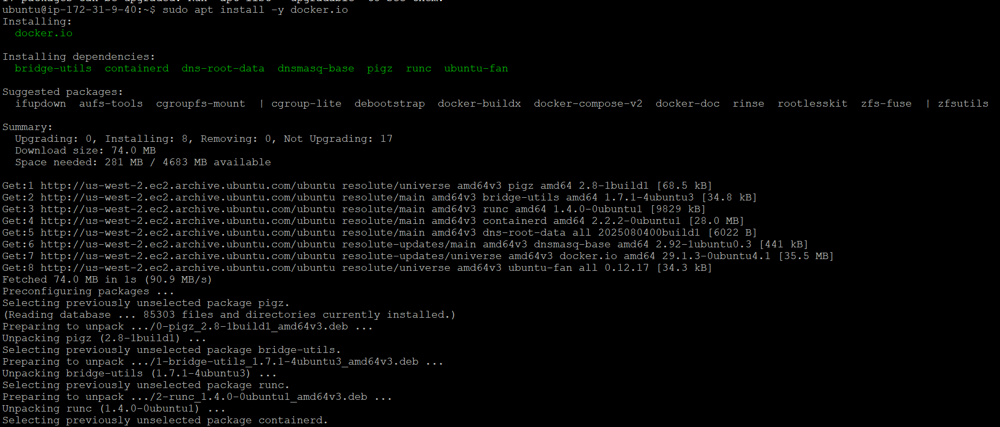 ubuntu@ip-172-31-9-40:~$ sudo apt install -y docker.io
Installing:
  docker.io

Installing dependencies:
  bridge-utils  containerd  dns-root-data  dnsmasq-base  pigz  runc  ubuntu-fan

Suggested packages:
  ifupdown  aufs-tools  cgroupfs-mount  | cgroup-lite  debootstrap  docker-buildx  docker-compose-v2  docker-doc  rinse  rootlesskit  zfs-fuse  | zfsutils

Summary:
  Upgrading: 0, Installing: 8, Removing: 0, Not Upgrading: 17
  Download size: 74.0 MB
  Space needed: 281 MB / 4683 MB available

Get:1 http://us-west-2.ec2.archive.ubuntu.com/ubuntu resolute/universe amd64v3 pigz amd64 2.8-1build1 [68.5 kB]
Get:2 http://us-west-2.ec2.archive.ubuntu.com/ubuntu resolute/main amd64v3 bridge-utils amd64 1.7.1-4ubuntu3 [34.8 kB]
Get:3 http://us-west-2.ec2.archive.ubuntu.com/ubuntu resolute/main amd64v3 runc amd64 1.4.0-0ubuntu1 [9829 kB]
Get:4 http://us-west-2.ec2.archive.ubuntu.com/ubuntu resolute/main amd64v3 containerd amd64 2.2.2-0ubuntu1 [28.0 MB]
Get:5 http://us-west-2.ec2.archive.ubuntu.com/ubuntu resolute/main amd64v3 dns-root-data all 2025080400build1 [6022 B]
Get:6 http://us-west-2.ec2.archive.ubuntu.com/ubuntu resolute-updates/main amd64v3 dnsmasq-base amd64 2.92-1ubuntu0.3 [441 kB]
Get:7 http://us-west-2.ec2.archive.ubuntu.com/ubuntu resolute-updates/universe amd64v3 docker.io amd64 29.1.3-0ubuntu4.1 [35.5 MB]
Get:8 http://us-west-2.ec2.archive.ubuntu.com/ubuntu resolute/universe amd64v3 ubuntu-fan all 0.12.17 [34.3 kB]
Fetched 74.0 MB in 1s (90.9 MB/s)
Preconfiguring packages ...
Selecting previously unselected package pigz.
(Reading database ... 85303 files and directories currently installed.)
Preparing to unpack .../0-pigz_2.8-1build1_amd64v3.deb ...
Unpacking pigz (2.8-1build1) ...
Selecting previously unselected package bridge-utils.
Preparing to unpack .../1-bridge-utils_1.7.1-4ubuntu3_amd64v3.deb ...
Unpacking bridge-utils (1.7.1-4ubuntu3) ...
Selecting previously unselected package runc.
Preparing to unpack .../2-runc_1.4.0-0ubuntu1_amd64v3.deb ...
Unpacking runc (1.4.0-0ubuntu1) ...
Selecting previously unselected package containerd.